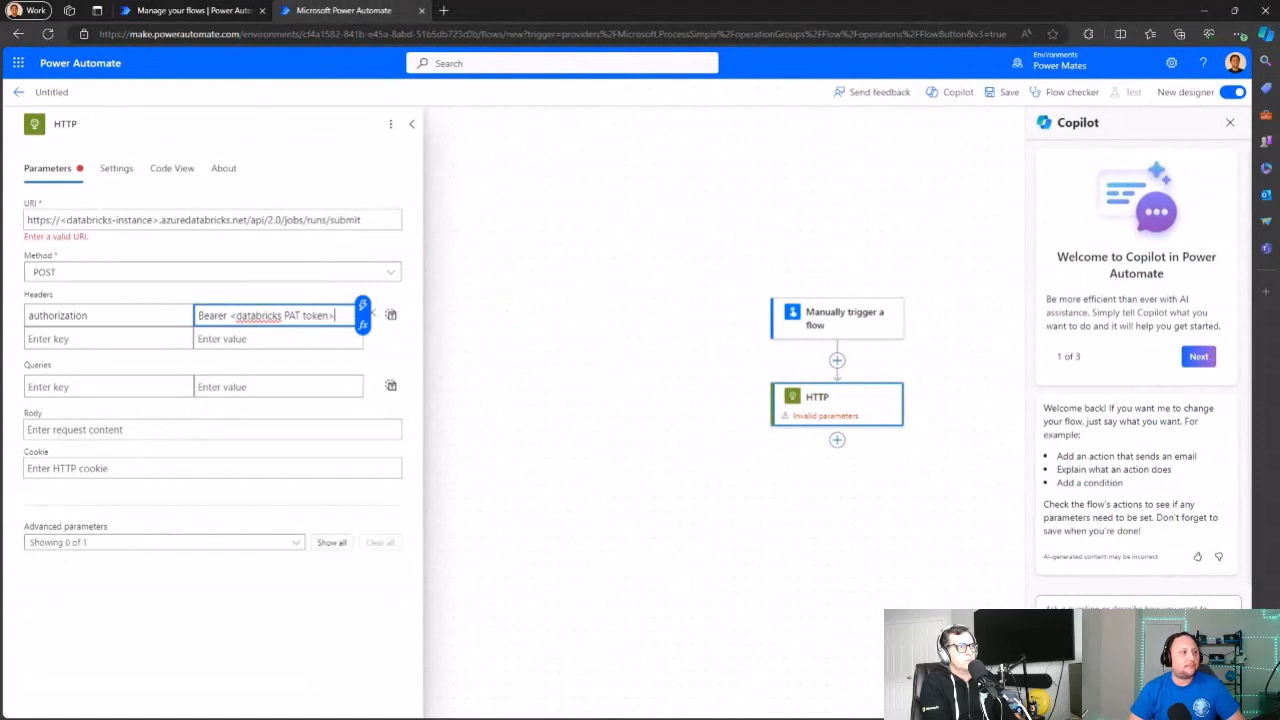 Work
Manage your flows | Power Auto
Microsoft Power Automate
https://make.powerautomate.com/environments/cf4a1582-841b-e45a-8abd-51b5db723c0b/flows/new?trigger=providers%2FMicrosoft.ProcessSimple%2FoperationGroups%2FFlow%2Foperations%2FFlowButton&v3=true
Power Automate
Search
Environments
Power Mates
Untitled
Send feedback
Copilot
Save
Flow checker
Test
New designer
HTTP
Parameters
Settings
Code View
About
URI *
https://<databricks-instance>.azuredatabricks.net/api/2.0/jobs/runs/submit
Enter a valid URI.
Method *
POST
Headers
authorization
Bearer <databricks PAT token>
Enter key
Enter value
Queries
Enter key
Enter value
Body
Enter request content
Cookie
Enter HTTP cookie
Advanced parameters
Showing 0 of 1
Show all
Clear all
Manually trigger a
flow
HTTP
Invalid parameters
Copilot
Welcome to Copilot in Power
Automate
Be more efficient than ever with AI
assistance. Simply tell Copilot what you
want to do and it will help you get started.
1 of 3
Next
Welcome back! If you want me to change
your flow, just say what you want. For
example:
• Add an action that sends an email
• Explain what an action does
• Add a condition
Check the flow's actions to see if any
parameters need to be set. Don't forget to
save when you're done!
AI-generated content may be incorrect